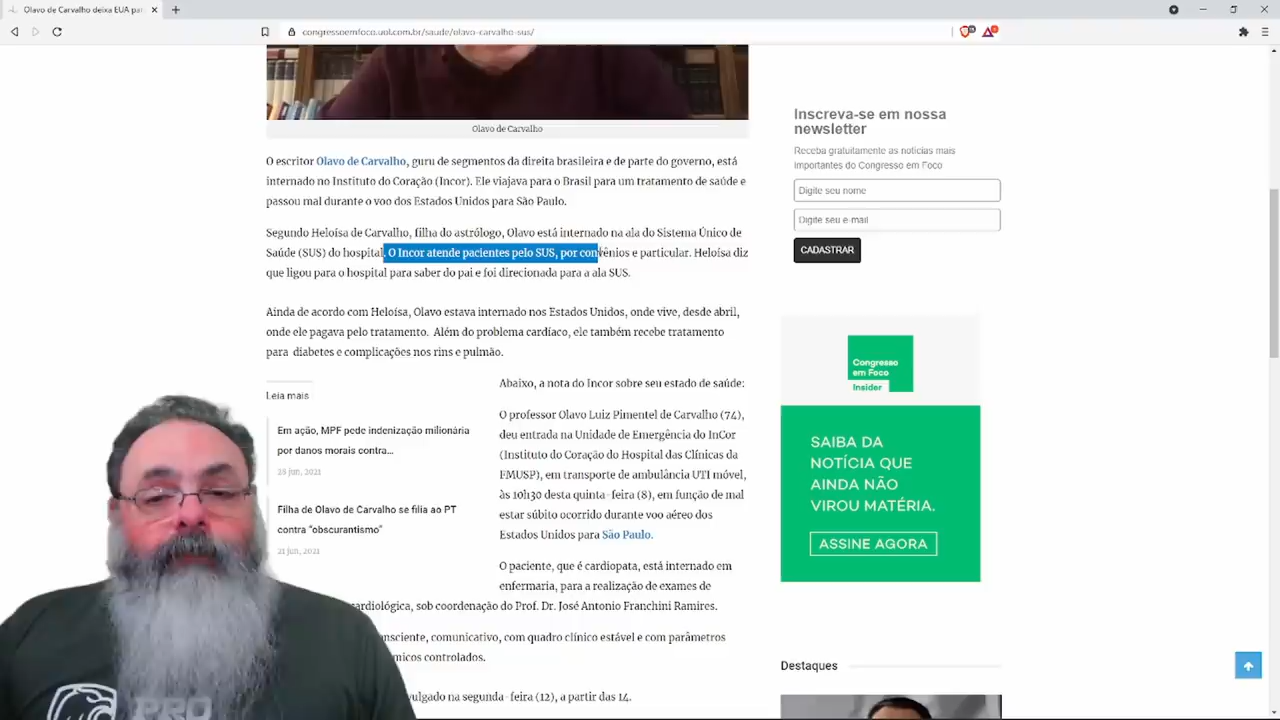 Olavo de Carvalho deixa EUA pa
congressoemfoco.uol.com.br/saude/olavo-carvalho-sus/
Olavo de Carvalho
O escritor Olavo de Carvalho, guru de segmentos da direita brasileira e de parte do governo, está
internado no Instituto do Coração (Incor). Ele viajava para o Brasil para um tratamento de saúde e
passou mal durante o voo dos Estados Unidos para São Paulo.
Segundo Heloísa de Carvalho, filha do astrólogo, Olavo está internado na ala do Sistema Único de
Saúde (SUS) do hospital. O Incor atende pacientes pelo SUS, por convênios e particular. Heloísa diz
que ligou para o hospital para saber do pai e foi direcionada para a ala SUS.
Ainda de acordo com Heloísa, Olavo estava internado nos Estados Unidos, onde vive, desde abril,
onde ele pagava pelo tratamento. Além do problema cardíaco, ele também recebe tratamento
para diabetes e complicações nos rins e pulmão.
Leia mais
Em ação, MPF pede indenização milionária
por danos morais contra...
28 jun, 2021
Filha de Olavo de Carvalho se filia ao PT
contra “obscurantismo”
21 jun, 2021
Abaixo, a nota do Incor sobre seu estado de saúde:
O professor Olavo Luiz Pimentel de Carvalho (74),
deu entrada na Unidade de Emergência do InCor
(Instituto do Coração do Hospital das Clínicas da
FMUSP), em transporte de ambulância UTI móvel,
às 10h30 desta quinta-feira (8), em função de mal
estar súbito ocorrido durante voo aéreo dos
Estados Unidos para São Paulo.
O paciente, que é cardiopata, está internado em
enfermaria, para a realização de exames de
cardiológica, sob coordenação do Prof. Dr. José Antonio Franchini Ramires.
nsciente, comunicativo, com quadro clínico estável e com parâmetros
micos controlados.
vulgado na segunda-feira (12), a partir das 14.
Inscreva-se em nossa
newsletter
Receba gratuitamente as notícias mais
importantes do Congresso em Foco
Digite seu nome
Digite seu e-mail
CADASTRAR
Congresso
em Foco
Insider
SAIBA DA
NOTÍCIA QUE
AINDA NÃO
VIROU MATÉRIA.
ASSINE AGORA
Destaques
PRO